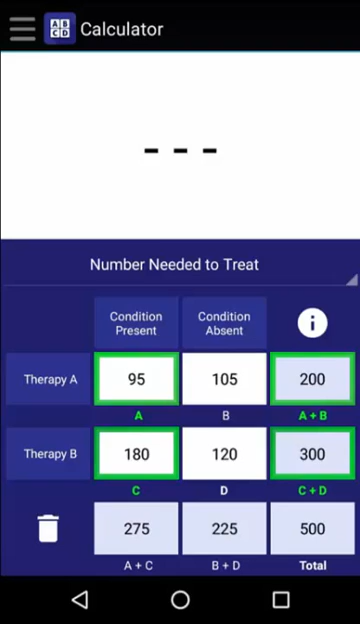 A B
C D
Calculator
---
Number Needed to Treat
Condition Present
Condition Absent
i
Therapy A
95
105
200
A
B
A + B
Therapy B
180
120
300
C
D
C + D
275
225
500
A + C
B + D
Total